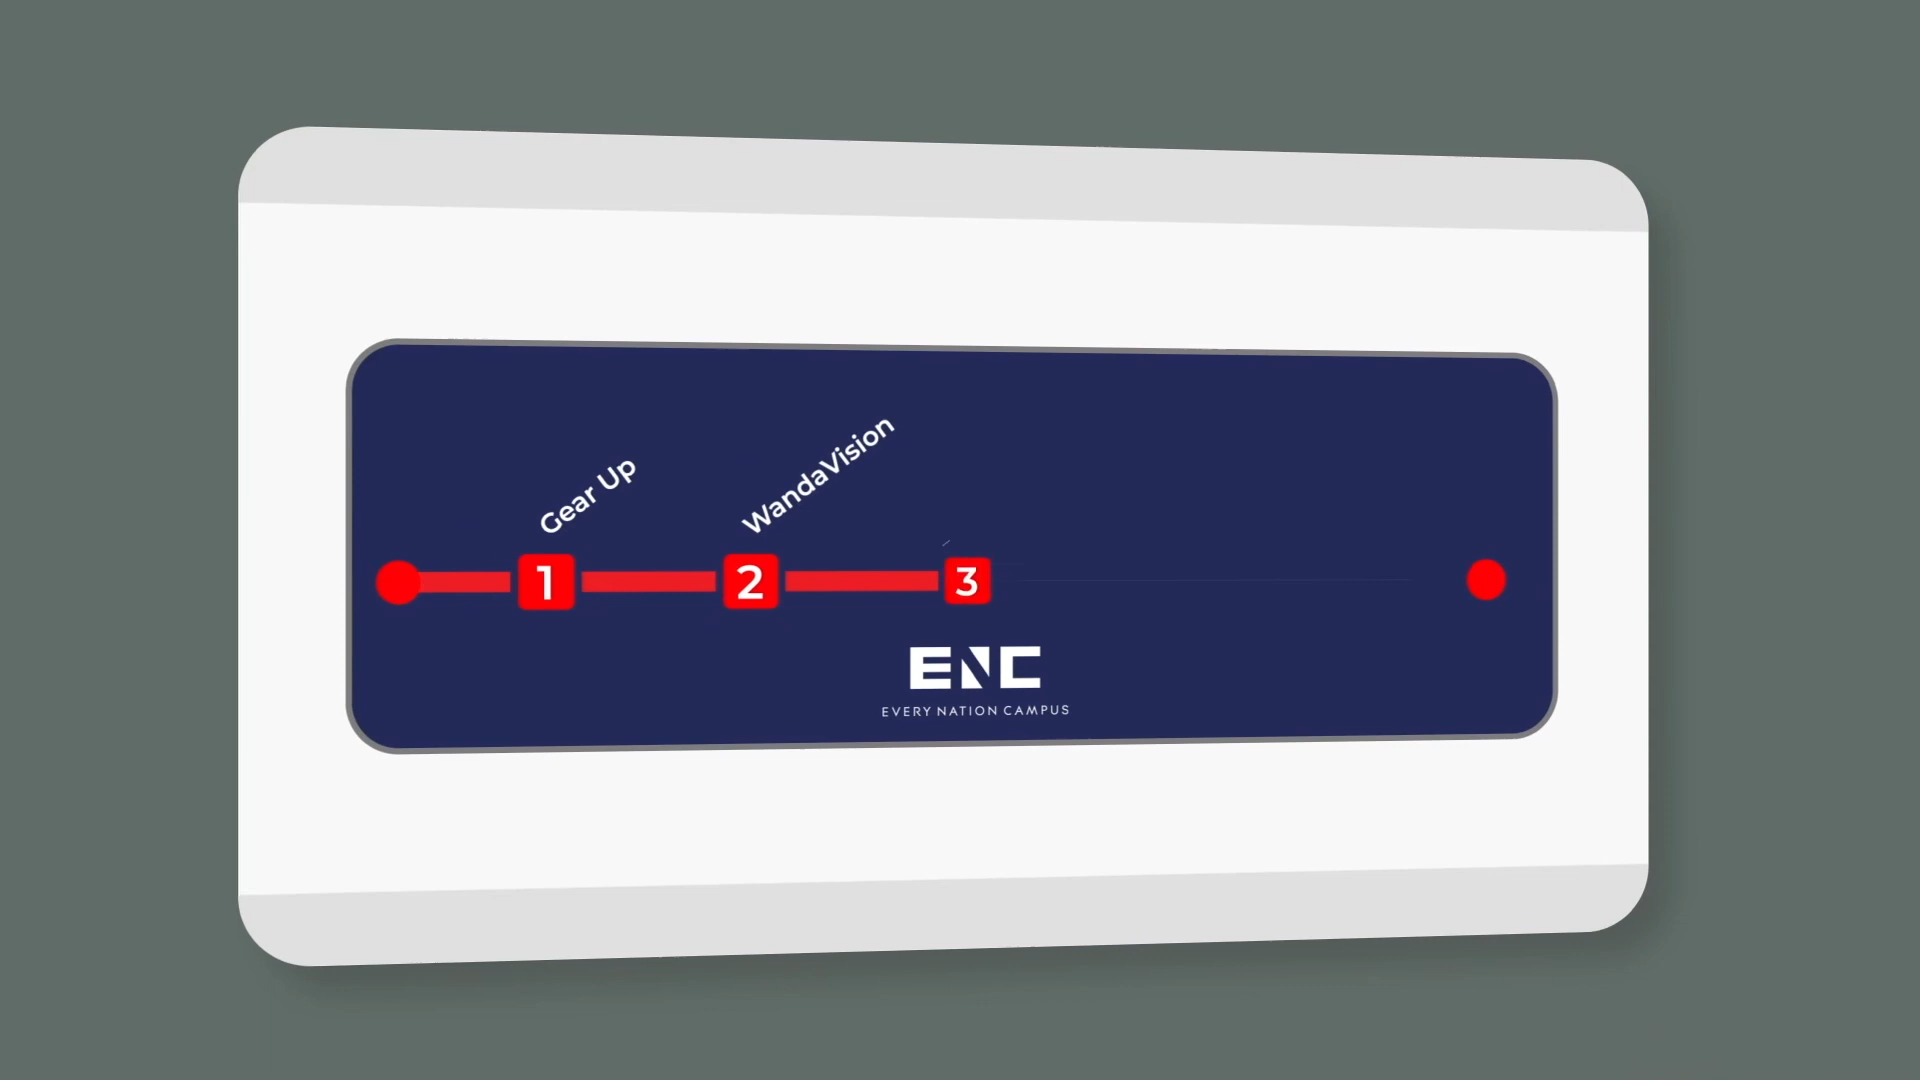 Gear Up
WandaVision
1
2
3
ENC
EVERY NATION CAMPUS